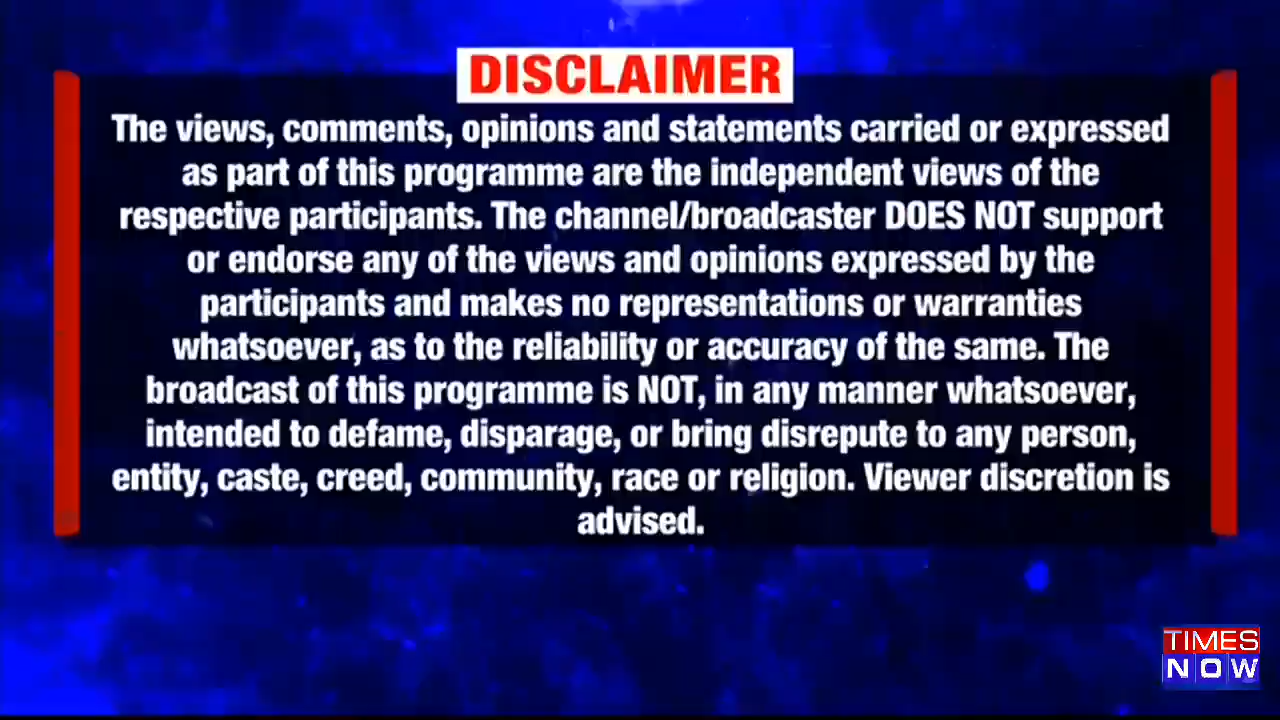 DISCLAIMER
The views, comments, opinions and statements carried or expressed
as part of this programme are the independent views of the
respective participants. The channel/broadcaster DOES NOT support
or endorse any of the views and opinions expressed by the
participants and makes no representations or warranties
whatsoever, as to the reliability or accuracy of the same. The
broadcast of this programme is NOT, in any manner whatsoever,
intended to defame, disparage, or bring disrepute to any person,
entity, caste, creed, community, race or religion. Viewer discretion is
advised.
TIMES
NOW